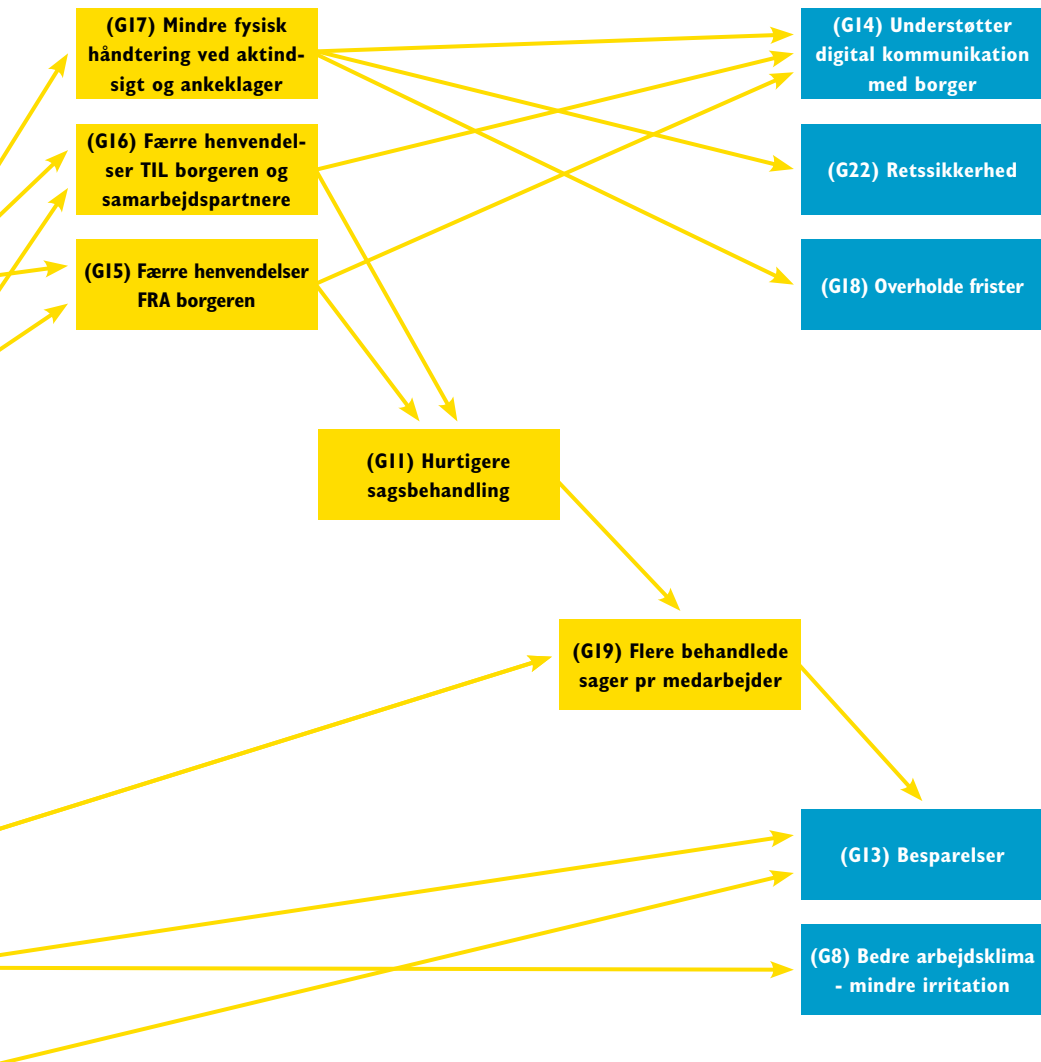 (G17) Mindre fysisk
håndtering ved aktind-
sigt og ankeklager
(G14) Understøtter
digital kommunikation
med borger
(G16) Færre henvendel-
ser TIL borgeren og
samarbejdspartnere
(G22) Retssikkerhed
(G15) Færre henvendelser
FRA borgeren
(G18) Overholde frister
(G11) Hurtigere
sagsbehandling
(G19) Flere behandlede
sager pr medarbejder
(G13) Besparelser
(G8) Bedre arbejdsklima
- mindre irritation